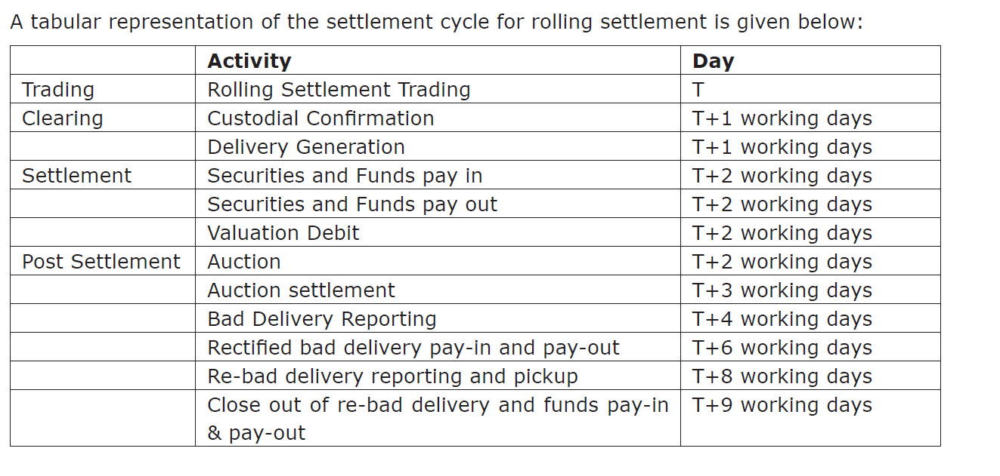 A tabular representation of the settlement cycle for rolling settlement is given below:
Activity Day
Trading Rolling Settlement Trading T
Clearing Custodial Confirmation T+1 working days
Delivery Generation T+1 working days
Settlement Securities and Funds pay in T+2 working days
Securities and Funds pay out T+2 working days
Valuation Debit T+2 working days
Post Settlement Auction T+2 working days
Auction settlement T+3 working days
Bad Delivery Reporting T+4 working days
Rectified bad delivery pay-in and pay-out T+6 working days
Re-bad delivery reporting and pickup T+8 working days
Close out of re-bad delivery and funds pay-in T+9 working days
& pay-out